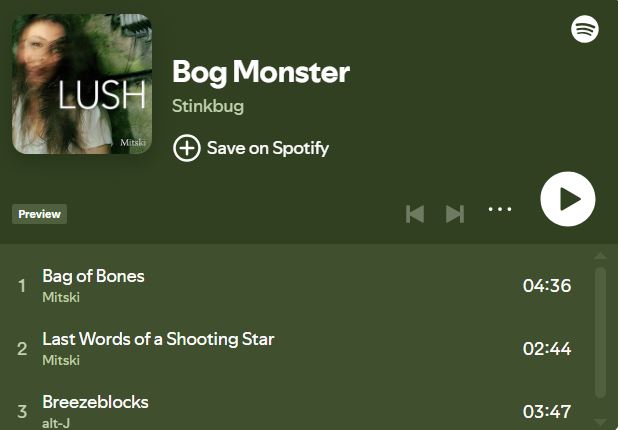 LUSH
Mitski
Bog Monster
Stinkbug
Save on Spotify
Preview
1 Bag of Bones 04:36
Mitski
2 Last Words of a Shooting Star 02:44
Mitski
3 Breezeblocks 03:47
alt-J